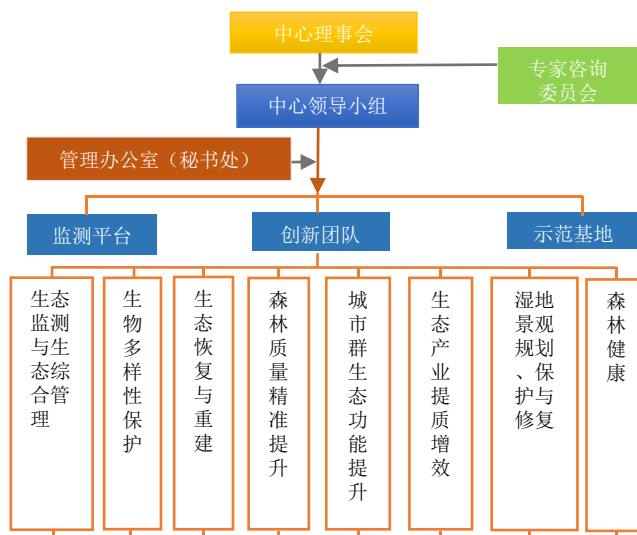 中心理事会
专家咨询
委员会
中心领导小组
管理办公室（秘书处）
监测平台
创新团队
示范基地
生态
监测
与生
态综
合管
理
生物多样性保护
生态恢复与重建
森林质量精准提升
城市群生态功能提升
生态产业提质增效
湿地
景观
规划
、保
护与
修复
森林健康